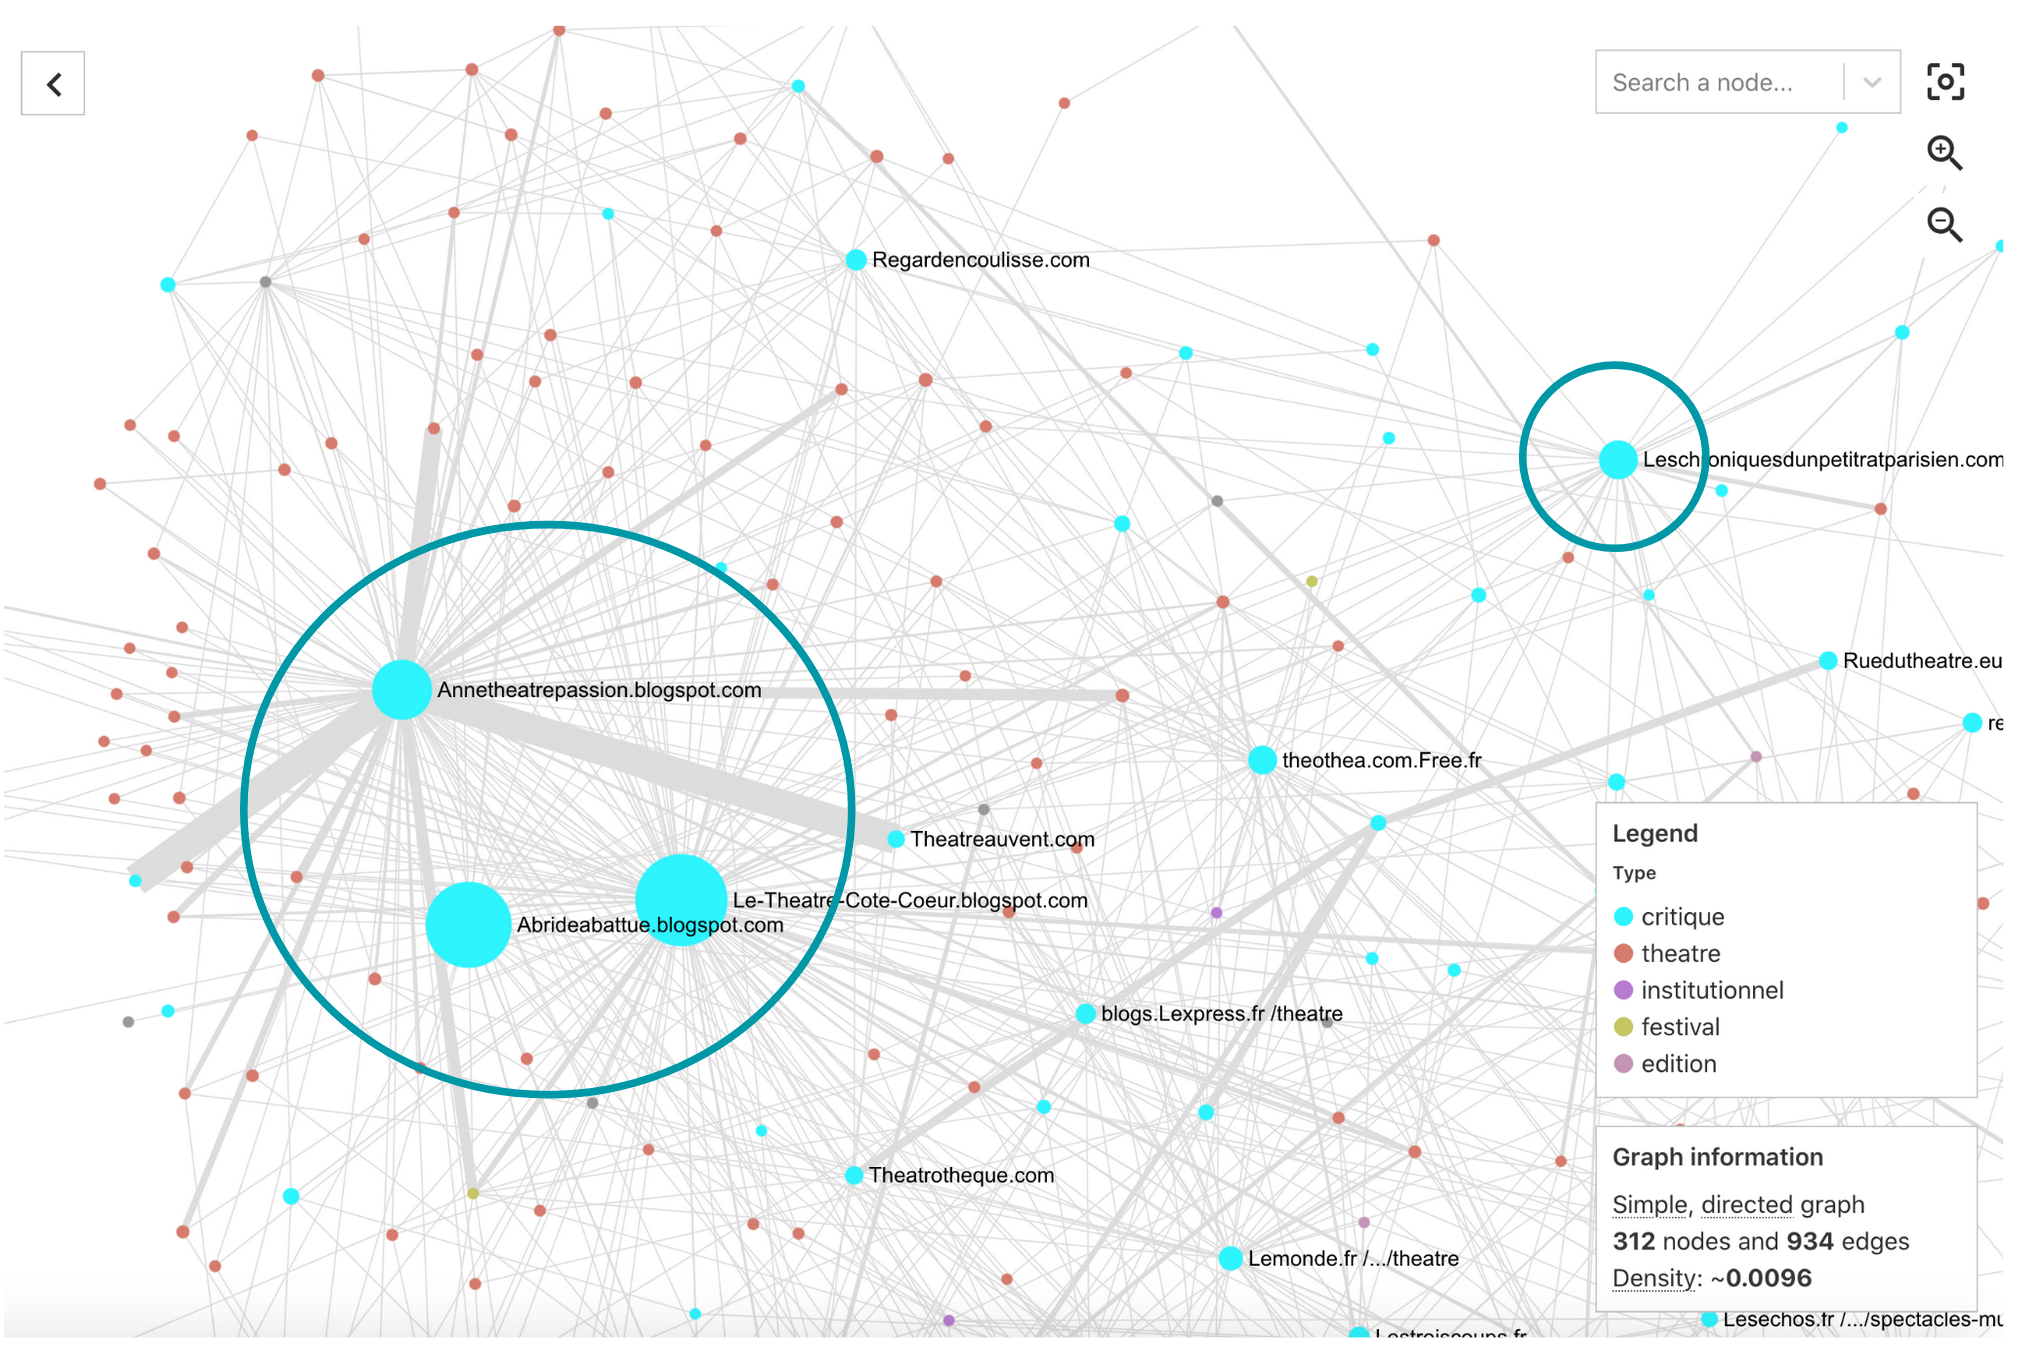 Search a node...
Regardencoulisse.com
Leschroniquesdunpetitratparisien.com
Ruedutheatre.eu
Annetheatrepassion.blogspot.com
re
theothea.com.Free.fr
Theatreauvent.com
Le-Theatre-Cote-Coeur.blogspot.com
Abrideabattue.blogspot.com
blogs.Lexpress.fr /theatre
Theatrotheque.com
Lemonde.fr /.../theatre
Lestroiscoups.fr
Legend
Type
critique
theatre
institutionnel
festival
edition
Graph information
Simple, directed graph
312 nodes and 934 edges
Density: ~0.0096
Lesechos.fr /.../spectacles-mu